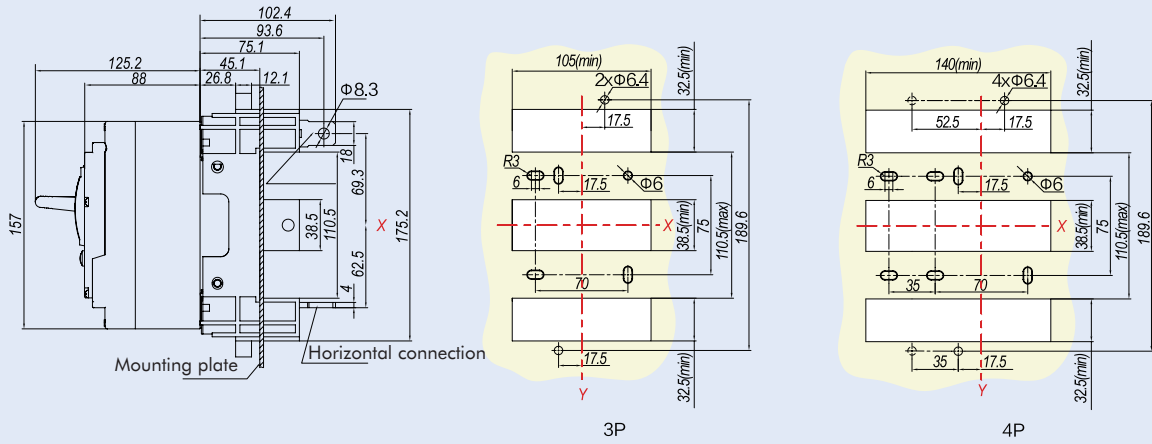 102.4
93.6
75.1
125.2
45.1
88
26.8
12.1
Φ8.3
157
18
69.3
38.5
110.5
X
175.2
62.5
4
Mounting plate
Horizontal connection
105(min)
32.5(min)
2xΦ6.4
17.5
R3
6
17.5
Φ6
X
38.5(min)
75
110.5(max)
189.6
70
17.5
32.5(min)
Y
3P
140(min)
32.5(min)
4xΦ6.4
52.5
17.5
R3
6
17.5
Φ6
X
38.5(min)
75
110.5(max)
189.6
35
70
35
17.5
32.5(min)
Y
4P